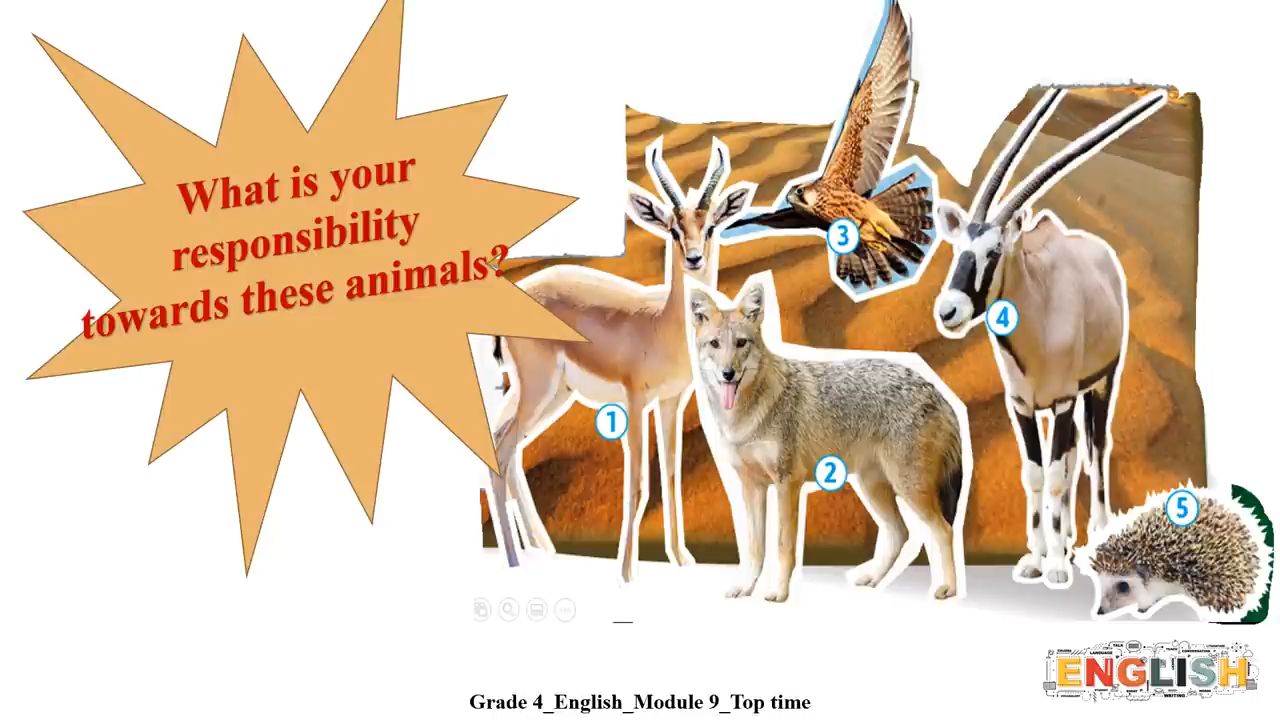 What is your
responsibility
towards these animals?
3
4
1
2
5
ENGLISH
Grade 4_English_Module 9_Top time